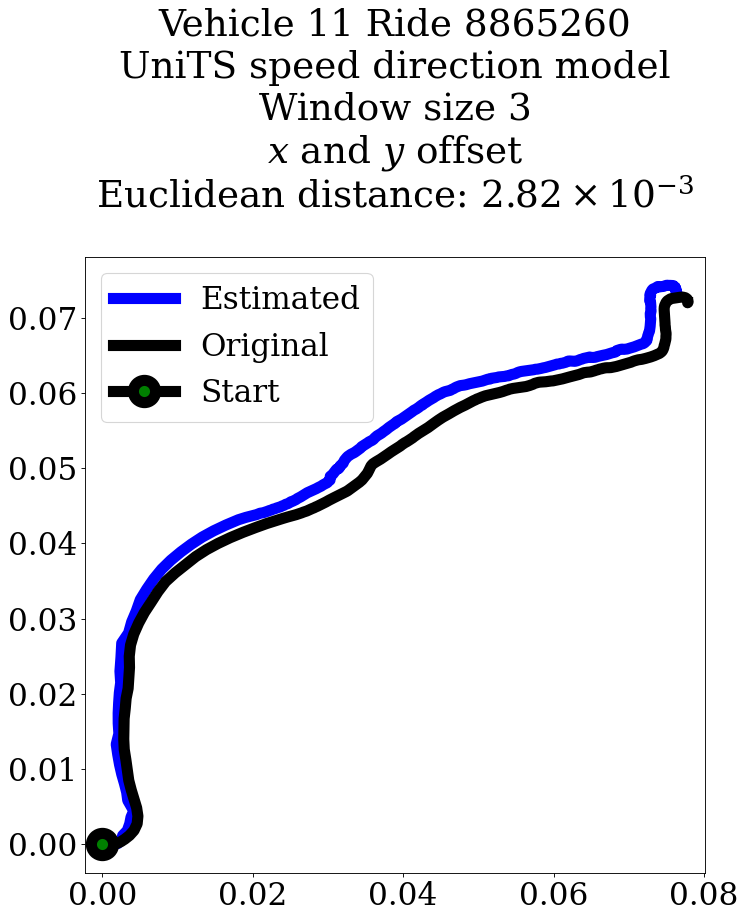 Vehicle 11 Ride 8865260
UniTS speed direction model
Window size 3
x and y offset
Euclidean distance: 2.82 × 10⁻³
Estimated
Original
Start
0.07
0.06
0.05
0.04
0.03
0.02
0.01
0.00
0.00 0.02 0.04 0.06 0.08